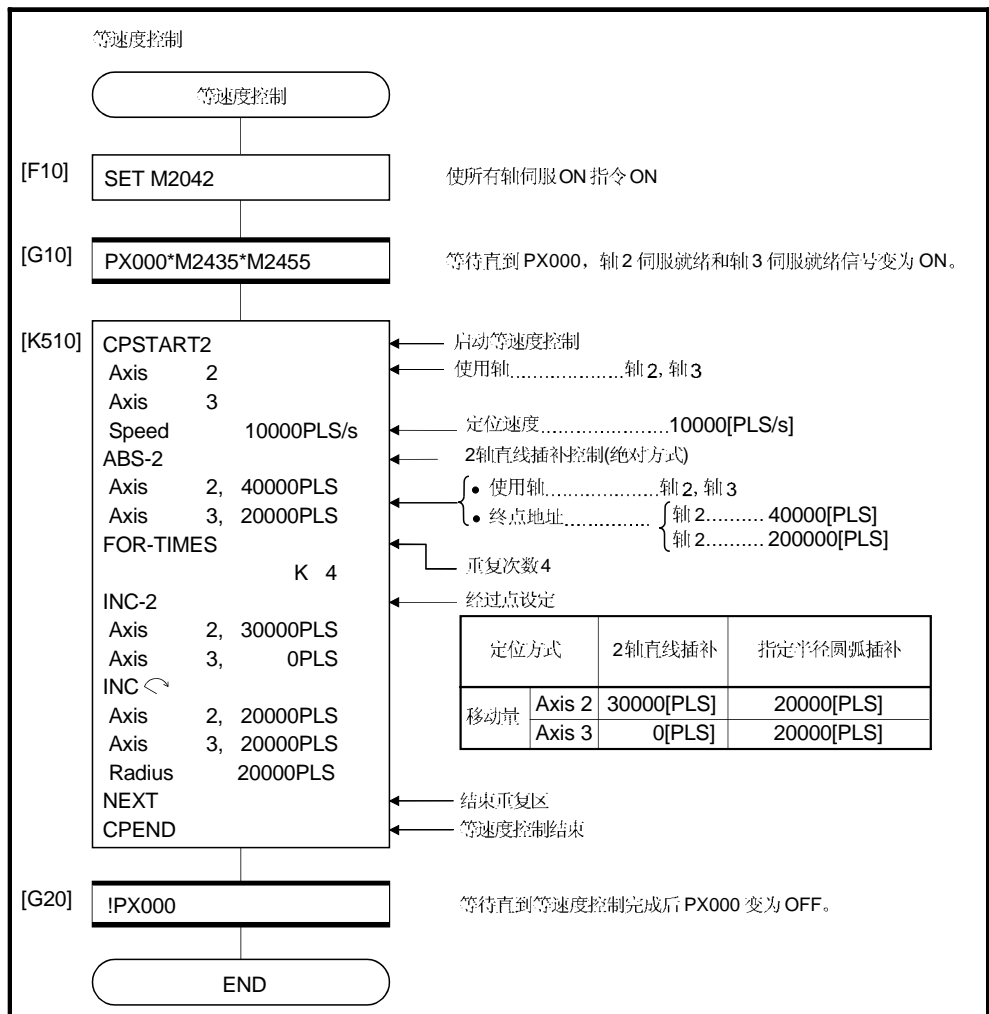 等速度控制
等速度控制
[F10] SET M2042 使所有轴伺服ON指令ON
[G10] PX000*M2435*M2455 等待直到PX000，轴2伺服就绪和轴3伺服就绪信号变为ON。
[K510] CPSTART2 启动等速度控制
Axis 2 使用轴....................轴2, 轴3
Axis 3
Speed 10000PLS/s 定位速度......................10000[PLS/s]
ABS-2 2轴直线插补控制(绝对方式)
Axis 2, 40000PLS • 使用轴....................轴2, 轴3
Axis 3, 20000PLS • 终点地址.............. 轴2.......... 40000[PLS]
轴2.......... 200000[PLS]
FOR-TIMES 重复次数4
K 4
INC-2 经过点设定
Axis 2, 30000PLS
Axis 3, 0PLS
INC
Axis 2, 20000PLS
Axis 3, 20000PLS
Radius 20000PLS
定位方式 2轴直线插补 指定半径圆弧插补
移动量 Axis 2 30000[PLS] 20000[PLS]
Axis 3 0[PLS] 20000[PLS]
NEXT 结束重复区
CPEND 等速度控制结束
[G20] !PX000 等待直到等速度控制完成后PX000变为OFF。
END